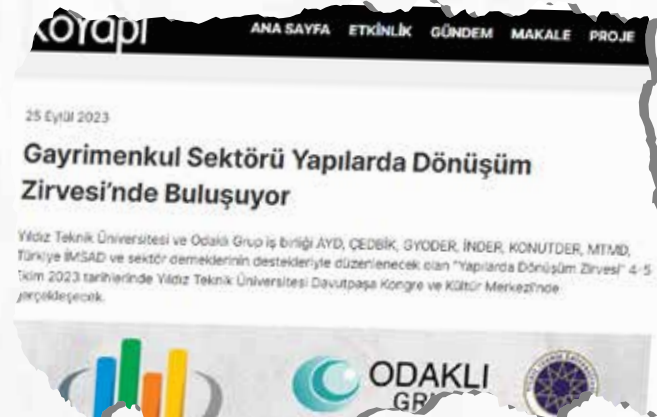 koyapı
ANA SAYFA ETKİNLİK GÜNDEM MAKALE PROJE
25 Eylül 2023
Gayrimenkul Sektörü Yapılarda Dönüşüm
Zirvesi’nde Buluşuyor
Yıldız Teknik Üniversitesi ve Odaklı Grup iş birliği AYD, ÇEDBİK, GYODER, İNDER, KONUTDER, MTMD,
Türkiye İMSAD ve sektör derneklerinin destekleriyle düzenlenecek olan “Yapılarda Dönüşüm Zirvesi” 4-5
Ekim 2023 tarihlerinde Yıldız Teknik Üniversitesi Davutpaşa Kongre ve Kültür Merkezi’nde
gerçekleşecek.
ODAKLI